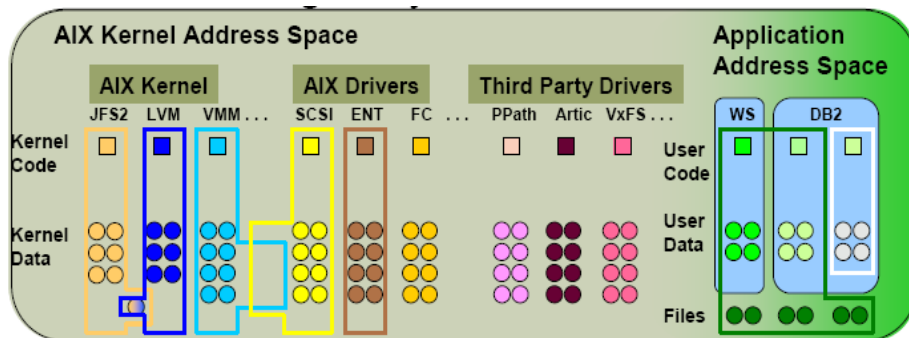 AIX Kernel Address Space
Application
Address Space
AIX Kernel
AIX Drivers
Third Party Drivers
JFS2 LVM VMM . . . SCSI ENT FC . . . PPath Artic VxFS . . . WS DB2
Kernel
Code
User
Code
Kernel
Data
User
Data
Files